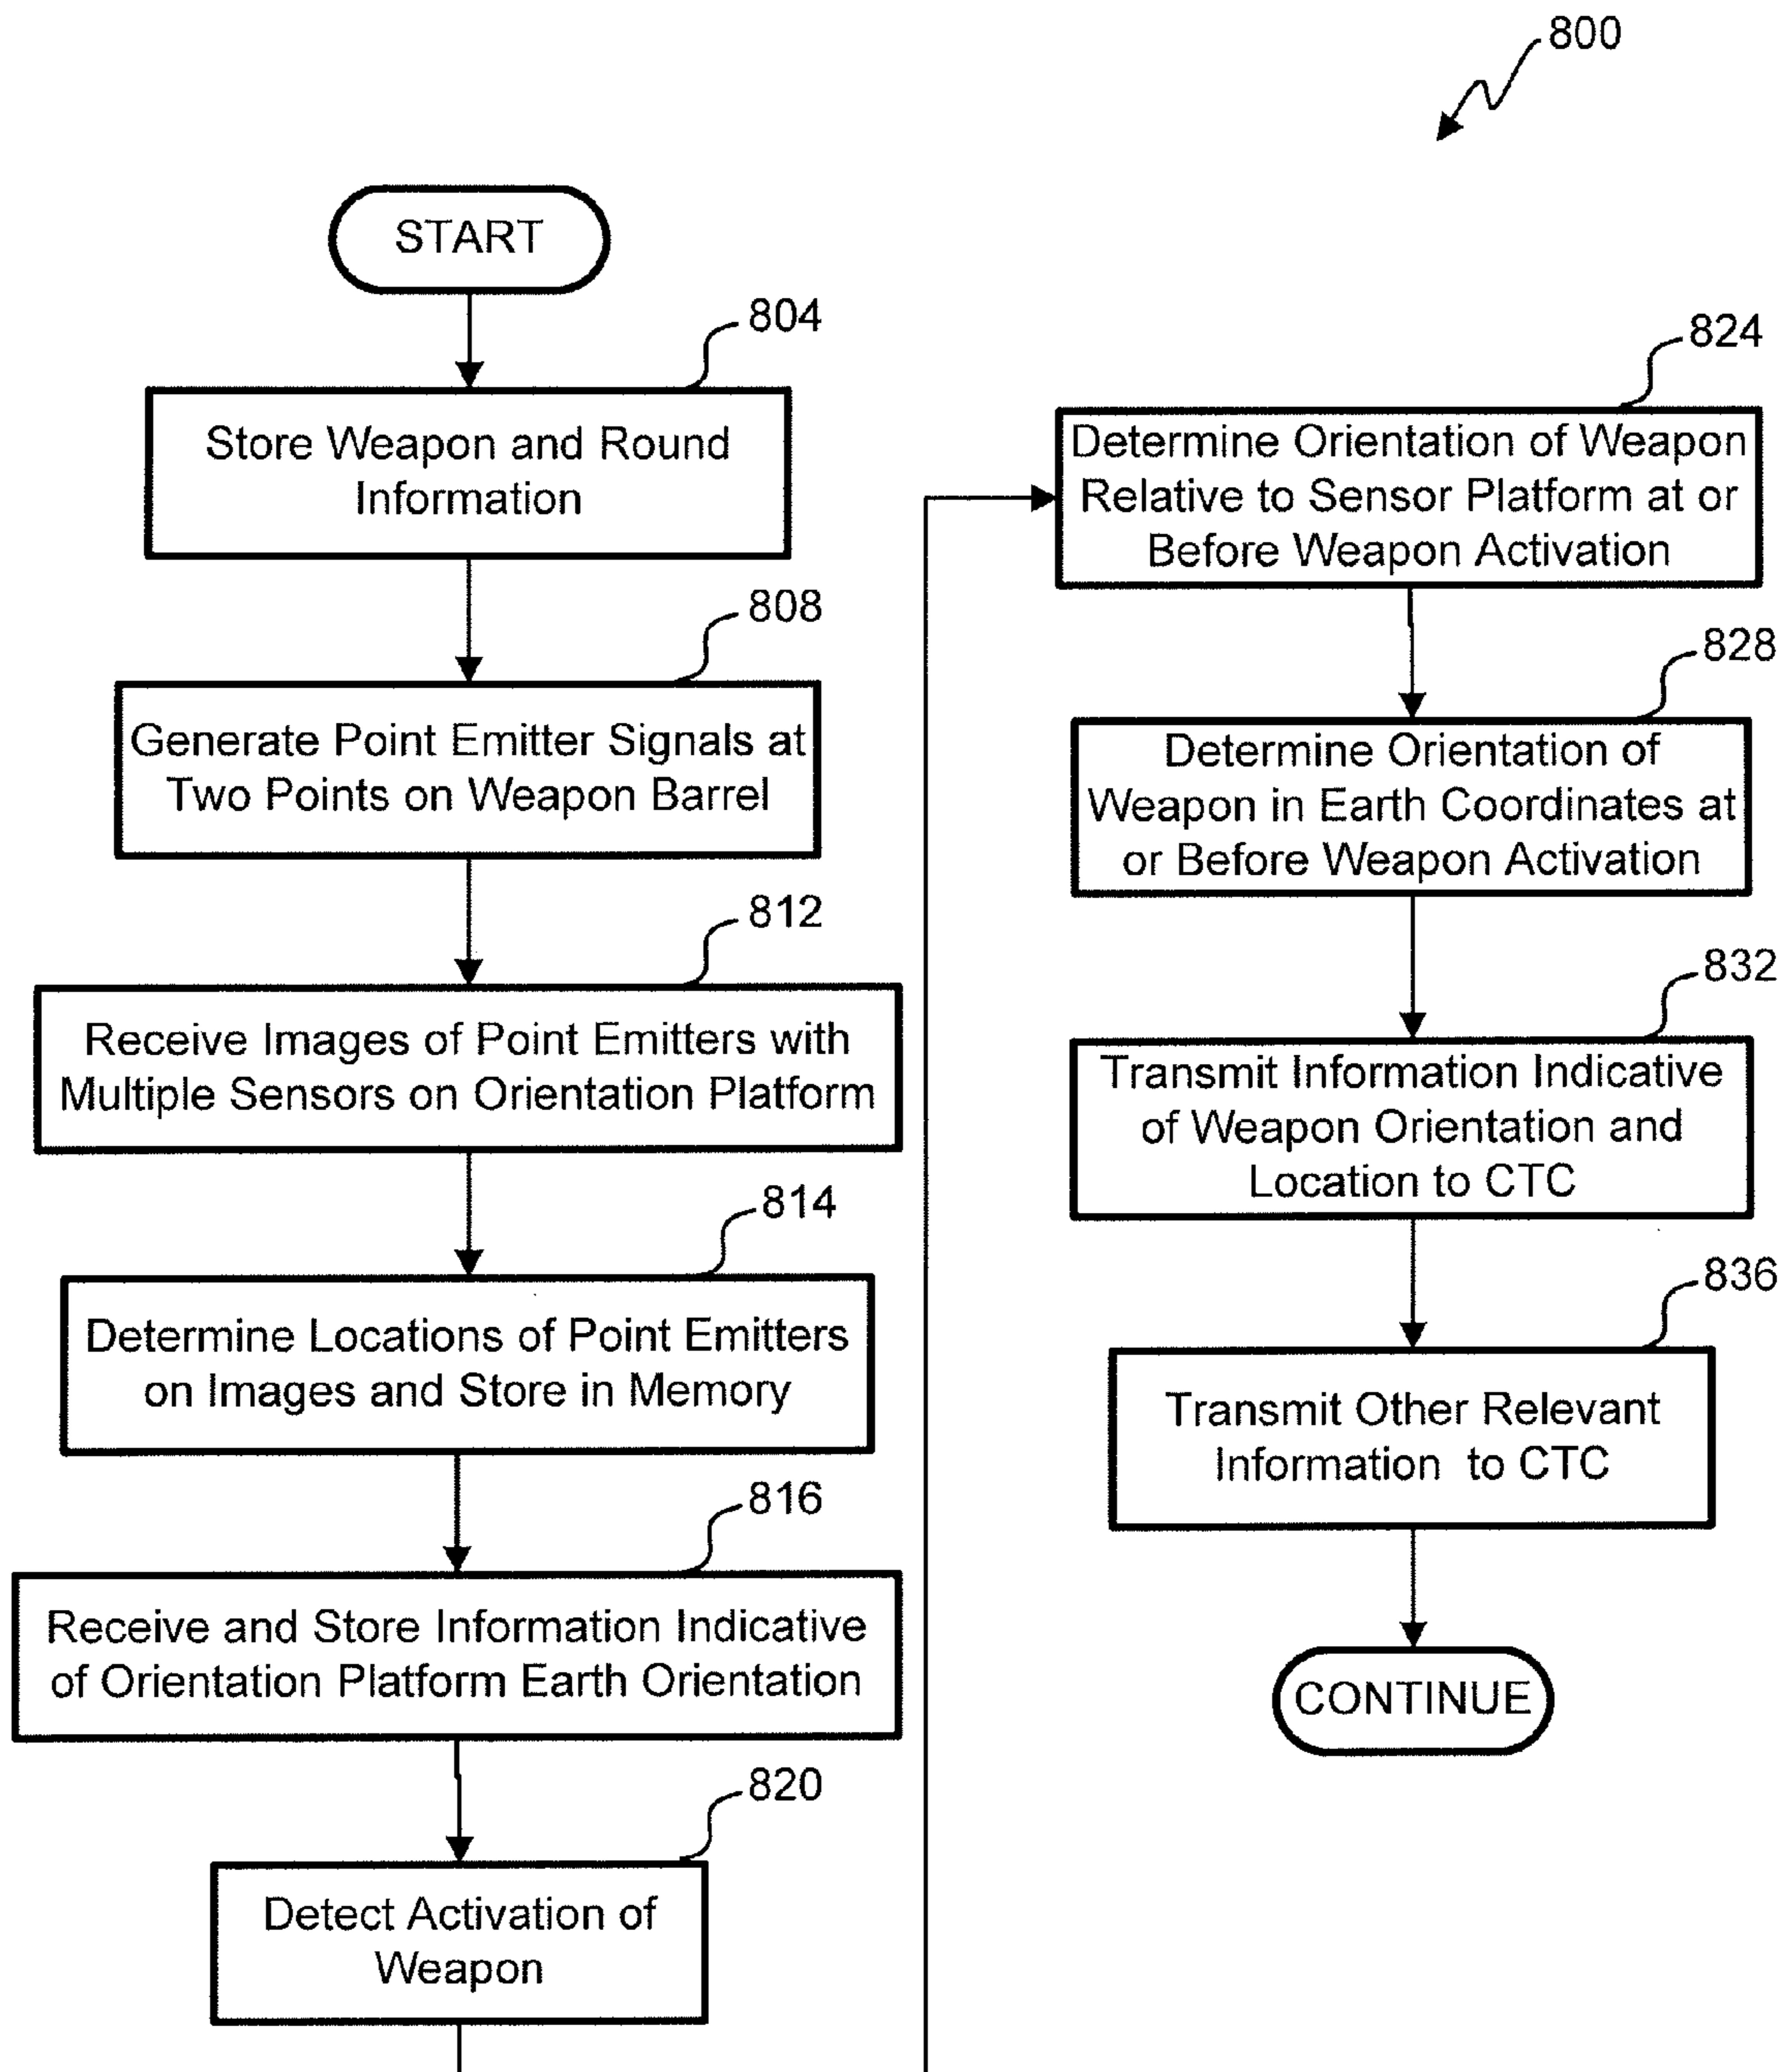 800
START
804
Store Weapon and Round
Information
808
Generate Point Emitter Signals at
Two Points on Weapon Barrel
812
Receive Images of Point Emitters with
Multiple Sensors on Orientation Platform
814
Determine Locations of Point Emitters
on Images and Store in Memory
816
Receive and Store Information Indicative
of Orientation Platform Earth Orientation
820
Detect Activation of
Weapon
824
Determine Orientation of Weapon
Relative to Sensor Platform at or
Before Weapon Activation
828
Determine Orientation of
Weapon in Earth Coordinates at
or Before Weapon Activation
832
Transmit Information Indicative
of Weapon Orientation and
Location to CTC
836
Transmit Other Relevant
Information to CTC
CONTINUE